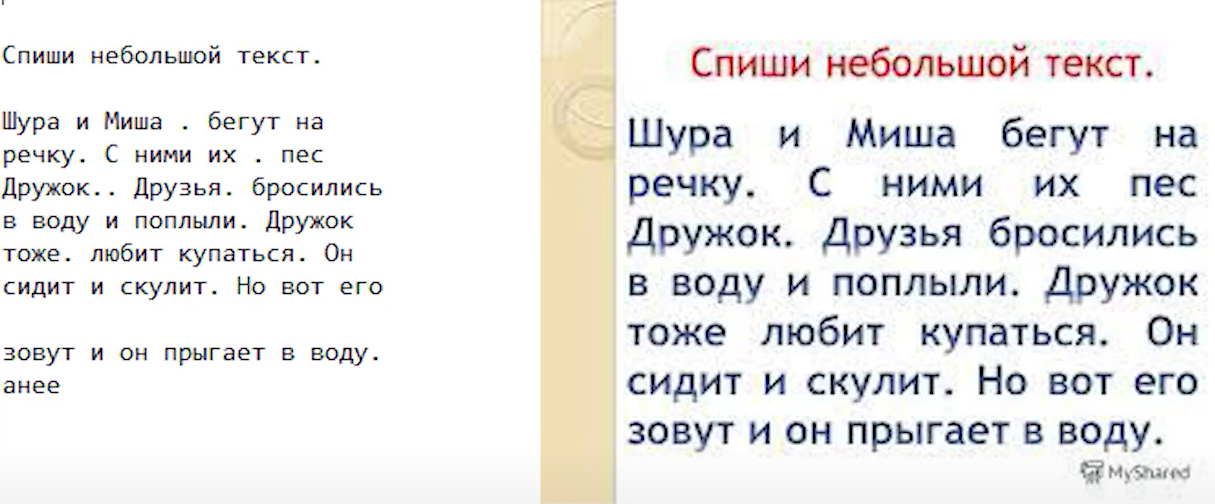 Спиши небольшой текст.
Шура и Миша . бегут на
речку. С ними их . пес
Дружок.. Друзья. бросились
в воду и поплыли. Дружок
тоже. любит купаться. Он
сидит и скулит. Но вот его
зовут и он прыгает в воду.
анее
Спиши небольшой текст.
Шура и Миша бегут на
речку. С ними их пес
Дружок. Друзья бросились
в воду и поплыли. Дружок
тоже любит купаться. Он
сидит и скулит. Но вот его
зовут и он прыгает в воду.
MyShared